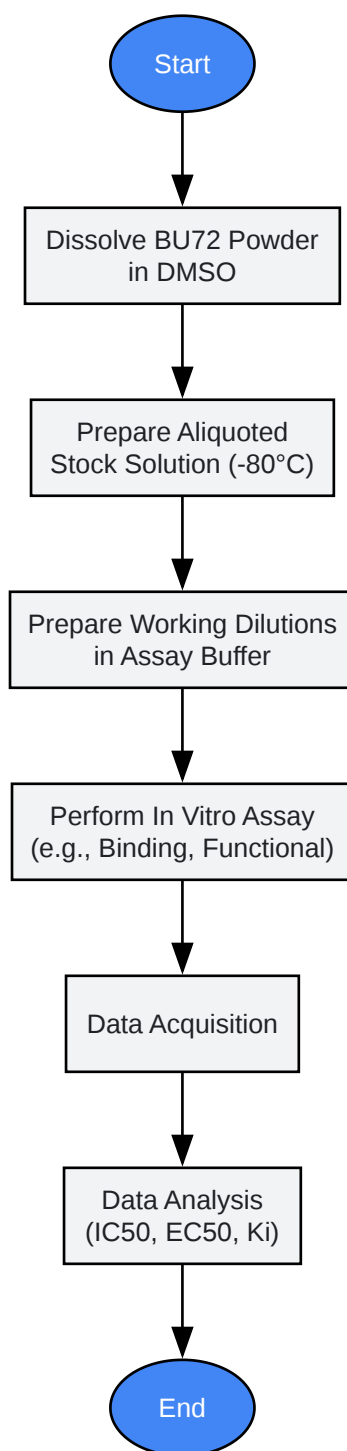 Start
Dissolve BU72 Powder
in DMSO
Prepare Aliquoted
Stock Solution (-80°C)
Prepare Working Dilutions
in Assay Buffer
Perform In Vitro Assay
(e.g., Binding, Functional)
Data Acquisition
Data Analysis
(IC50, EC50, Ki)
End